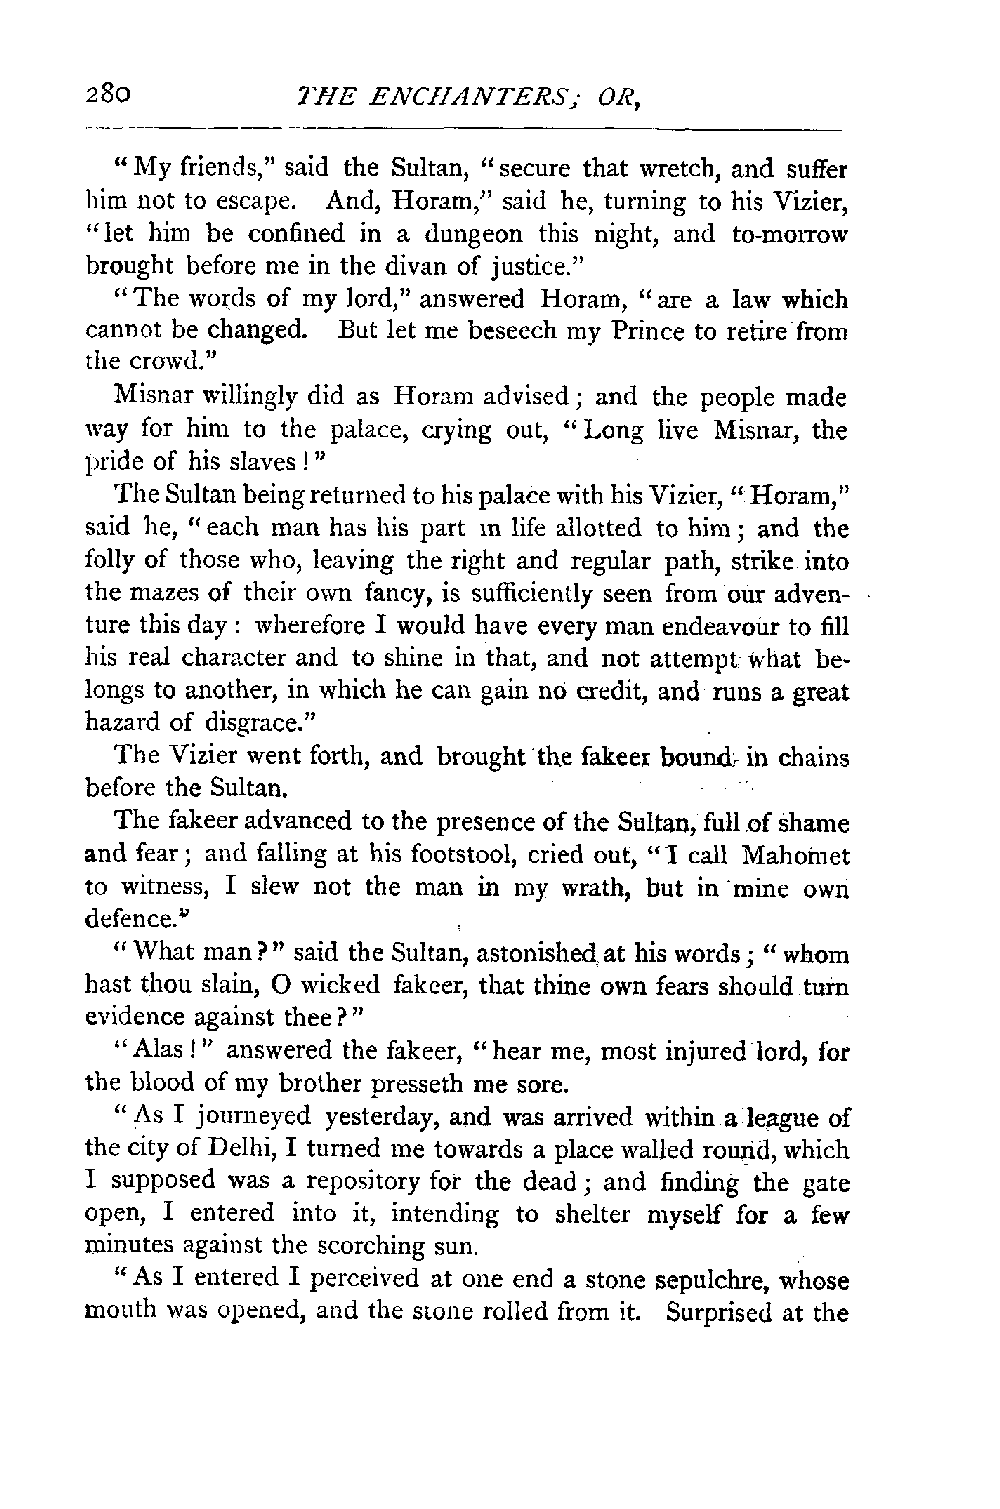 280 THE ENCHANTERS; OR,
"My friends," said the Sultan, "secure that wretch, and suffer
him not to escape. And, Horam," said he, turning to his Vizier,
"let him be confined in a dungeon this night, and to-morrow
brought before me in the divan of justice."
"The words of my lord," answered Horam, "are a law which
cannot be changed. But let me beseech my Prince to retire from
the crowd."
Misnar willingly did as Horam advised; and the people made
way for him to the palace, crying out, "Long live Misnar, the
pride of his slaves!"
The Sultan being returned to his palace with his Vizier, "Horam,"
said he, "each man has his part in life allotted to him; and the
folly of those who, leaving the right and regular path, strike into
the mazes of their own fancy, is sufficiently seen from our adven-
ture this day: wherefore I would have every man endeavour to fill
his real character and to shine in that, and not attempt what be-
longs to another, in which he can gain no credit, and runs a great
hazard of disgrace."
The Vizier went forth, and brought the fakeer bound in chains
before the Sultan.
The fakeer advanced to the presence of the Sultan, full of shame
and fear; and falling at his footstool, cried out, "I call Mahomet
to witness, I slew not the man in my wrath, but in mine own
defence."
"What man?" said the Sultan, astonished at his words; "whom
hast thou slain, O wicked fakeer, that thine own fears should turn
evidence against thee?"
"Alas!" answered the fakeer, "hear me, most injured lord, for
the blood of my brother presseth me sore.
"As I journeyed yesterday, and was arrived within a league of
the city of Delhi, I turned me towards a place walled round, which
I supposed was a repository for the dead; and finding the gate
open, I entered into it, intending to shelter myself for a few
minutes against the scorching sun.
"As I entered I perceived at one end a stone sepulchre, whose
mouth was opened, and the stone rolled from it. Surprised at the